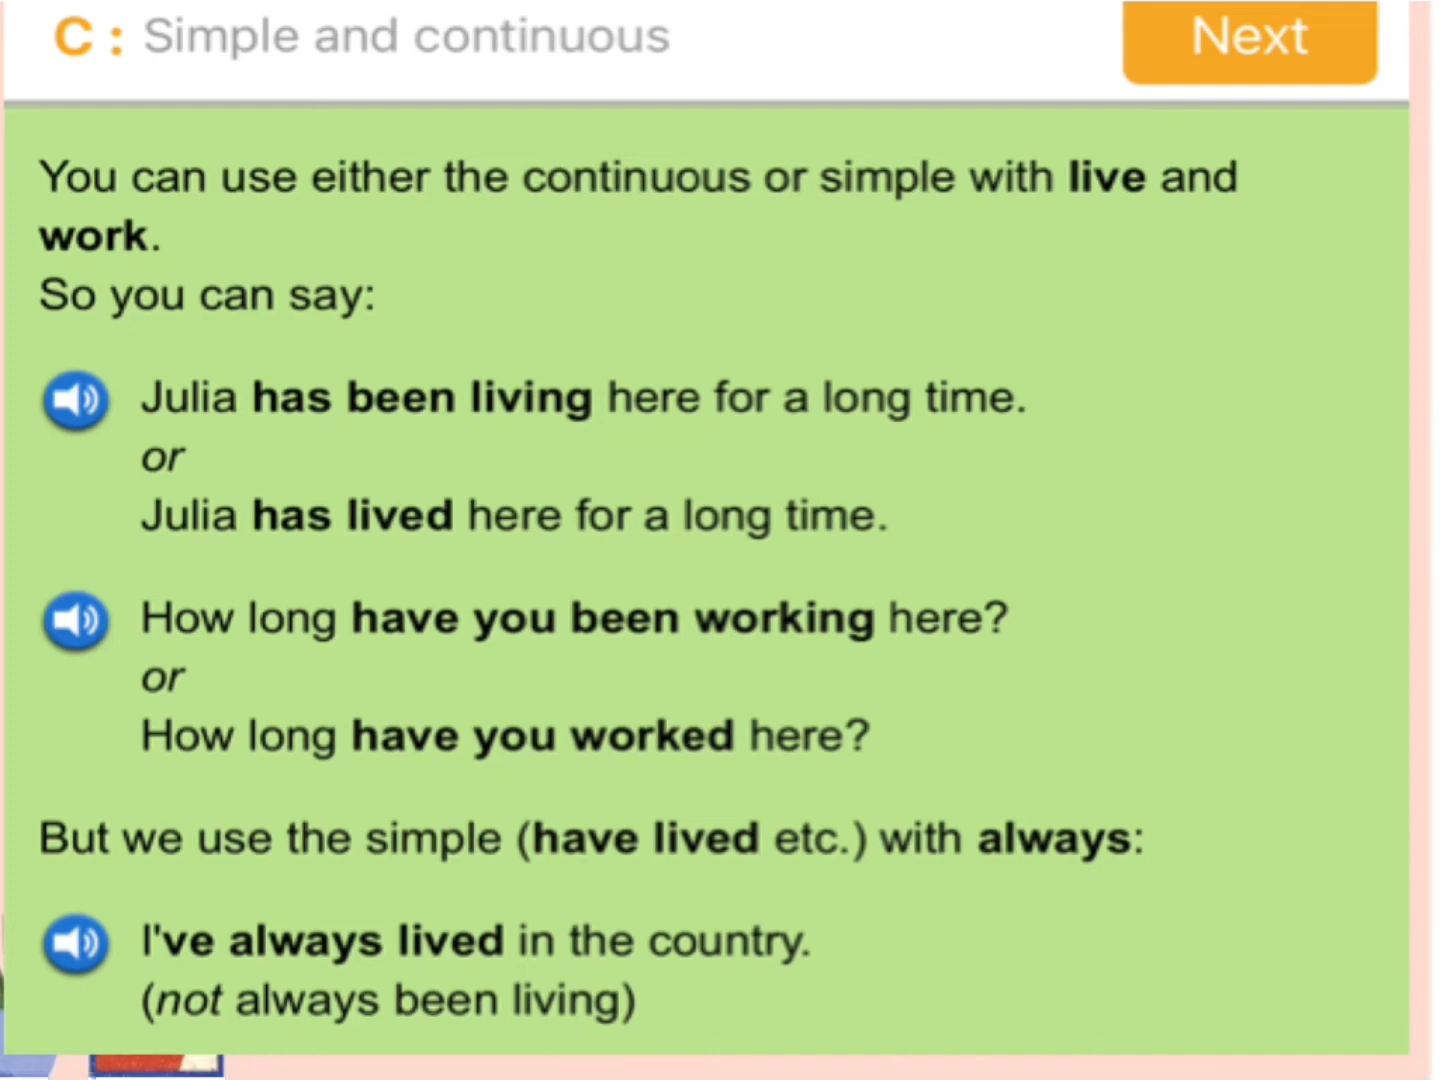 C : Simple and continuous
Next
You can use either the continuous or simple with live and
work.
So you can say:
Julia has been living here for a long time.
or
Julia has lived here for a long time.
How long have you been working here?
or
How long have you worked here?
But we use the simple (have lived etc.) with always:
I've always lived in the country.
(not always been living)